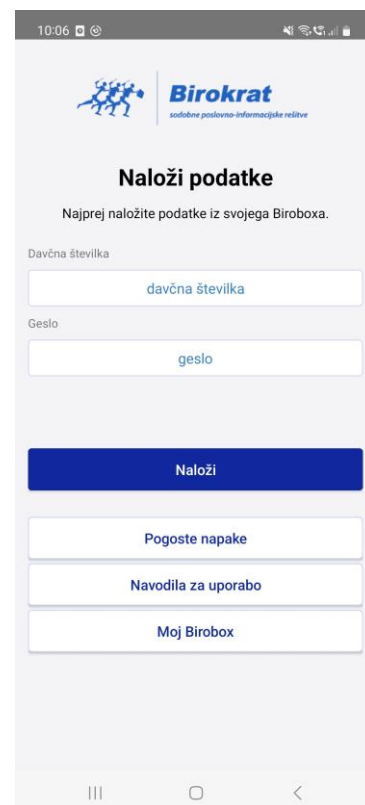 10:06
Birokrat
sodobne poslovno-informacijske rešitve
Naloži podatke
Najprej naložite podatke iz svojega Biroboxa.
Davčna številka
davčna številka
Geslo
geslo
Naloži
Pogoste napake
Navodila za uporabo
Moj Birobox